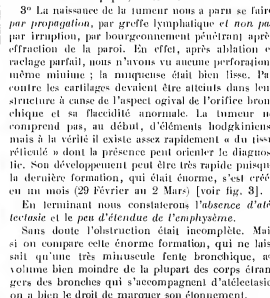 3º La naissance de la tumeur nous a paru se faire
par propagation, par greffe lymphatique et non pa
par irruption, par bourgeonnement pénétrant aprè
effraction de la paroi. En effet, après ablation e
raclage parfait, nous n'avons vu aucune perforation
même minime ; la muqueuse était bien lisse. Pa
contre les cartilages devaient être atteints dans leu
structure à cause de l'aspect ogival de l'orifice bron
chique et sa flaccidité anormale. La tumeur n
comprend pas, au début, d'éléments hodgkiniens
mais à la vérité il existe assez rapidement « du tissu
réticulé » dont la présence peut orienter le diagnos
tic. Son développement peut être très rapide puisqu
la dernière formation, qui était énorme, s'est créé
en un mois (29 Février au 2 Mars) [voir fig. 3].
En terminant nous constaterons l'absence d'até
lectasie et le peu d'étendue de l'emphysème.
Sans doute l'obstruction était incomplète. Mai
si on compare cette énorme formation, qui ne lais
sait qu'une très minuscule fente bronchique, a
volume bien moindre de la plupart des corps étran
gers des bronches qui s'accompagnent d'atélectasie
on a bien le droit de marquer son étonnement.